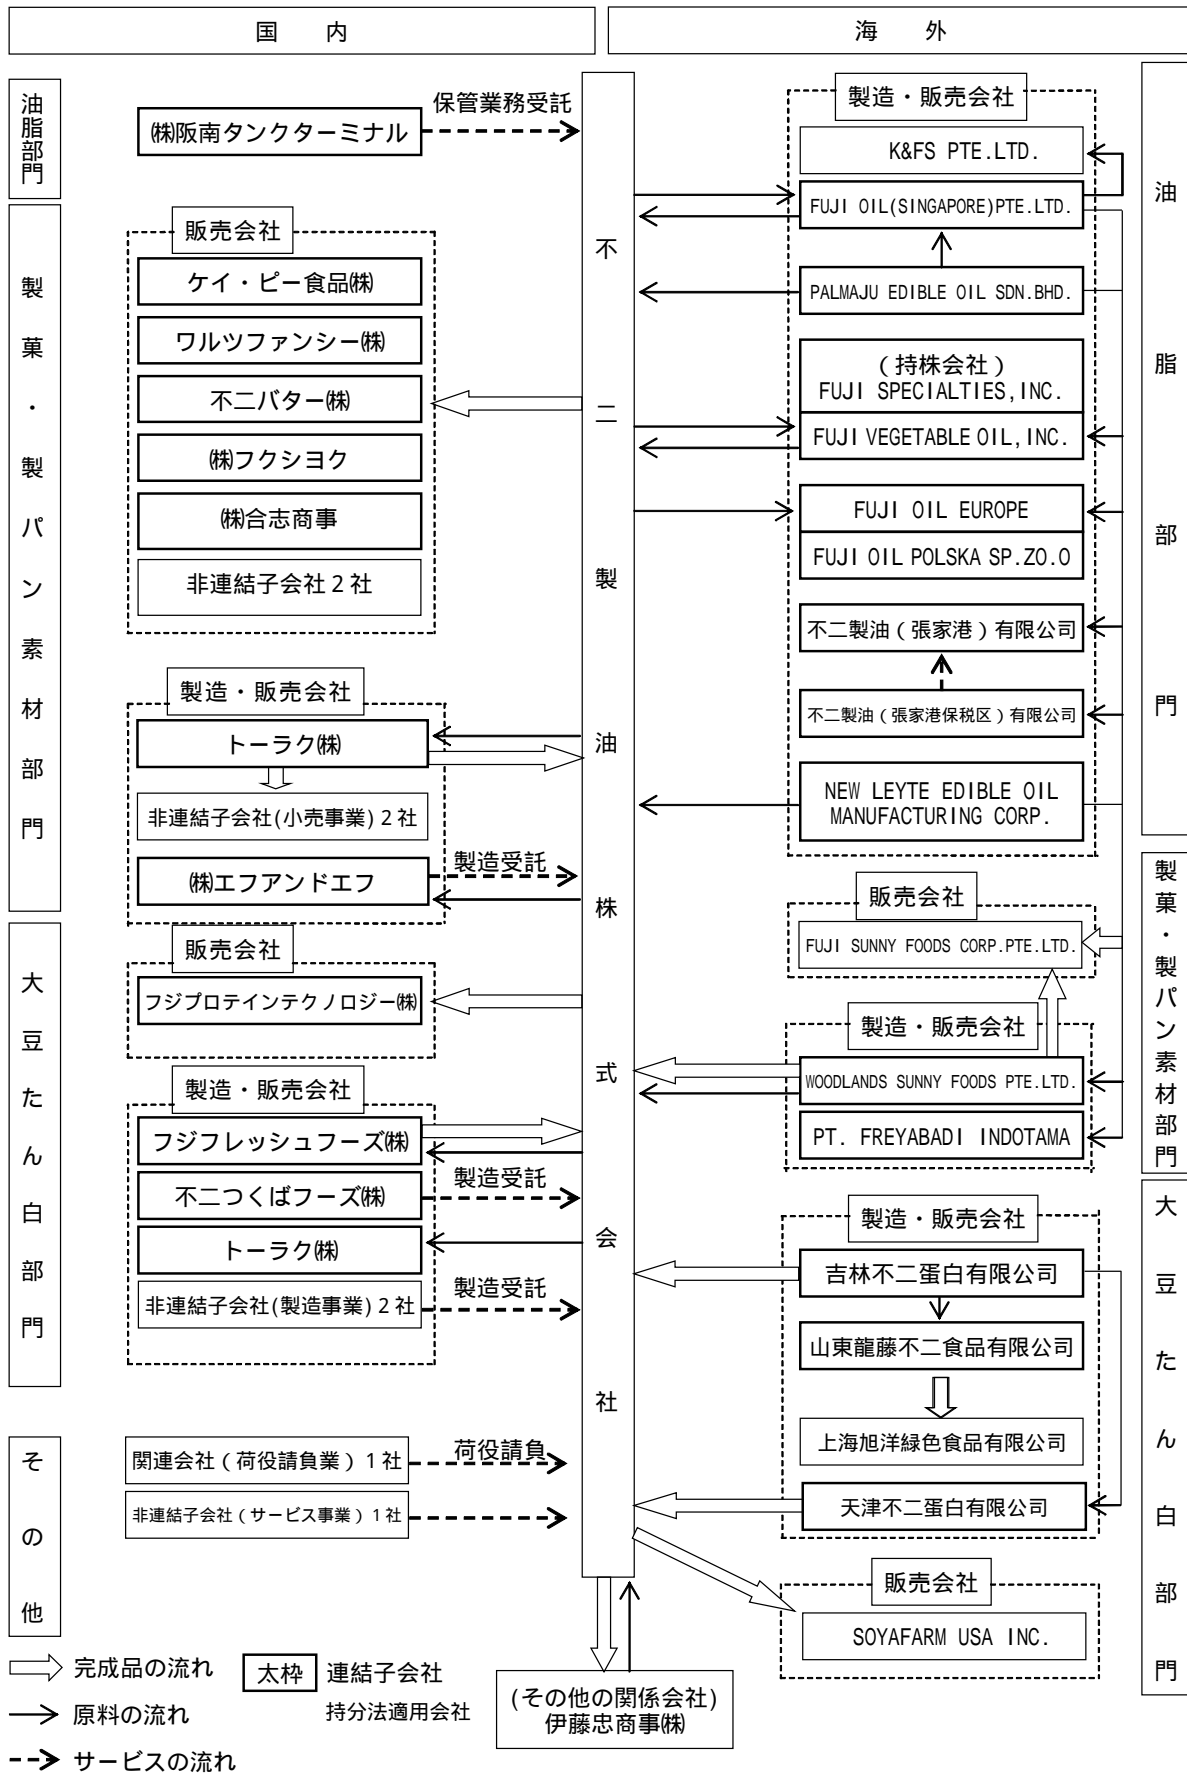 国 内
海 外
油脂部門
㈱阪南タンクターミナル
保管業務受託
製菓・製パン素材部門
販売会社
ケイ・ピー食品㈱
ワルツファンシー㈱
不二バター㈱
㈱フクシヨク
㈱合志商事
非連結子会社２社
製造・販売会社
トーラク㈱
非連結子会社(小売事業)２社
㈱エフアンドエフ
製造受託
大豆たん白部門
販売会社
フジプロテインテクノロジー㈱
製造・販売会社
フジフレッシュフーズ㈱
不二つくばフーズ㈱
製造受託
トーラク㈱
非連結子会社(製造事業)２社
製造受託
その他
関連会社（荷役請負業）１社
荷役請負
非連結子会社（サービス事業）１社
不二製油株式会社
油脂部門
製造・販売会社
K&FS PTE.LTD.
FUJI OIL(SINGAPORE)PTE.LTD.
PALMAJU EDIBLE OIL SDN.BHD.
（持株会社）
FUJI SPECIALTIES,INC.
FUJI VEGETABLE OIL,INC.
FUJI OIL EUROPE
FUJI OIL POLSKA SP.ZO.O
不二製油（張家港）有限公司
不二製油（張家港保税区）有限公司
NEW LEYTE EDIBLE OIL
MANUFACTURING CORP.
製菓・製パン素材部門
販売会社
FUJI SUNNY FOODS CORP.PTE.LTD.
製造・販売会社
WOODLANDS SUNNY FOODS PTE.LTD.
PT. FREYABADI INDOTAMA
大豆たん白部門
製造・販売会社
吉林不二蛋白有限公司
山東龍藤不二食品有限公司
上海旭洋緑色食品有限公司
天津不二蛋白有限公司
販売会社
SOYAFARM USA INC.
(その他の関係会社)
伊藤忠商事㈱
完成品の流れ
原料の流れ
サービスの流れ
太枠 連結子会社
持分法適用会社